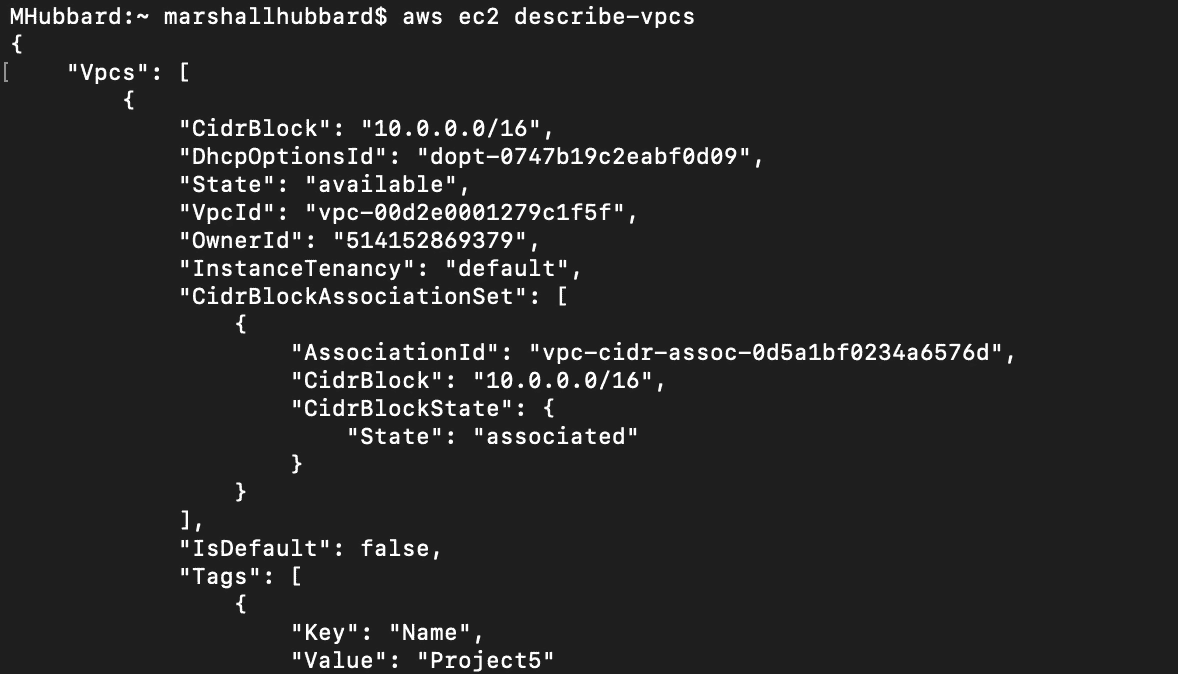 MHubbard:~ marshallhubbard$ aws ec2 describe-vpcs
{
[    "Vpcs": [
        {
            "CidrBlock": "10.0.0.0/16",
            "DhcpOptionsId": "dopt-0747b19c2eabf0d09",
            "State": "available",
            "VpcId": "vpc-00d2e0001279c1f5f",
            "OwnerId": "514152869379",
            "InstanceTenancy": "default",
            "CidrBlockAssociationSet": [
                {
                    "AssociationId": "vpc-cidr-assoc-0d5a1bf0234a6576d",
                    "CidrBlock": "10.0.0.0/16",
                    "CidrBlockState": {
                        "State": "associated"
                    }
                }
            ],
            "IsDefault": false,
            "Tags": [
                {
                    "Key": "Name",
                    "Value": "Project5"